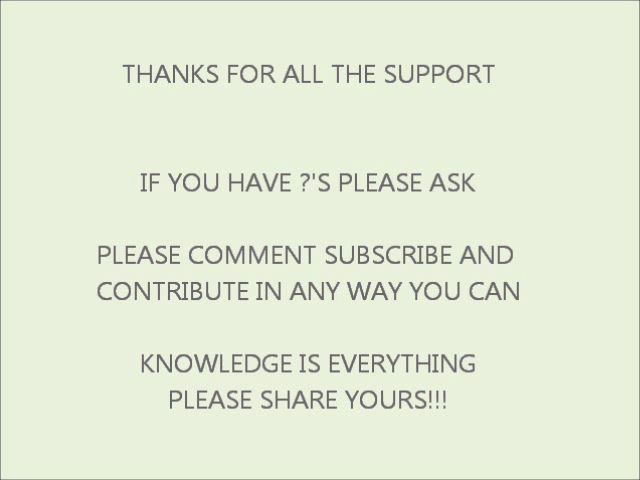 THANKS FOR ALL THE SUPPORT
IF YOU HAVE ?'S PLEASE ASK
PLEASE COMMENT SUBSCRIBE AND
CONTRIBUTE IN ANY WAY YOU CAN
KNOWLEDGE IS EVERYTHING
PLEASE SHARE YOURS!!!